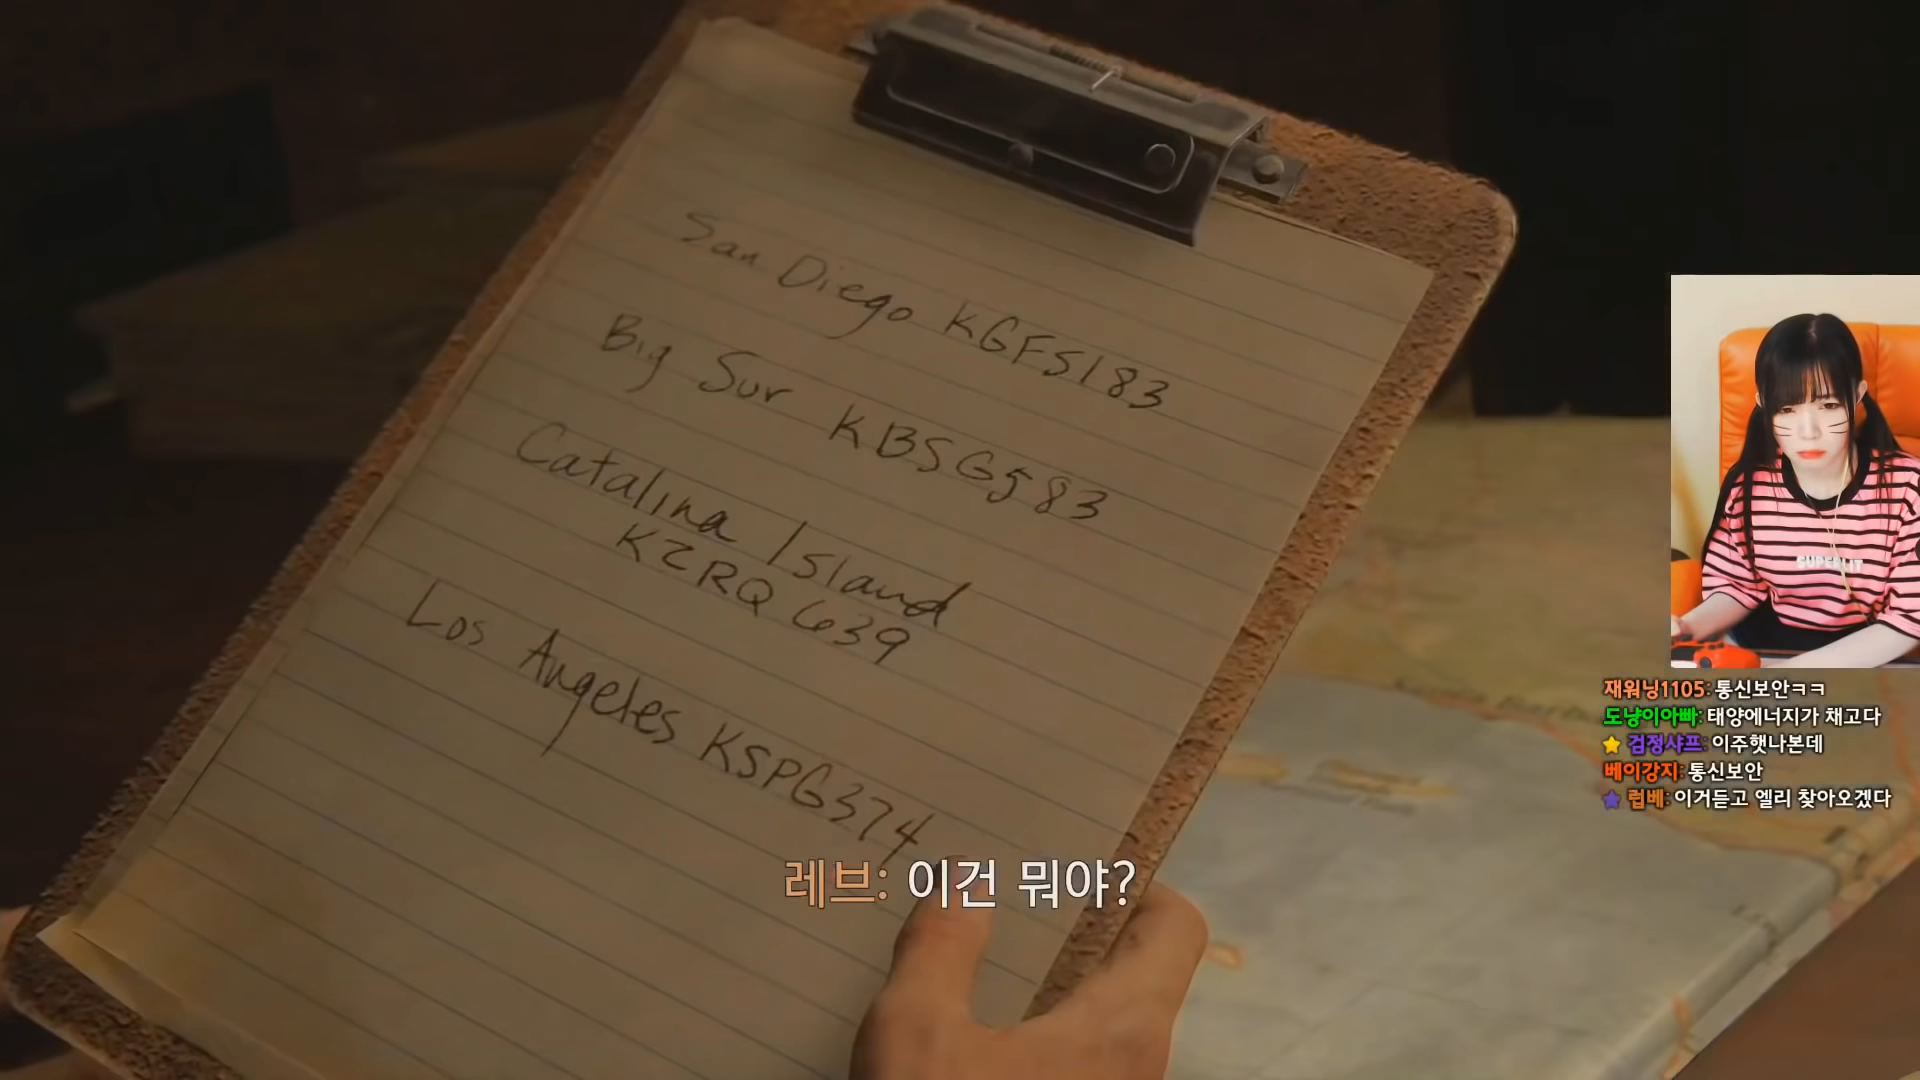 San Diego KGFS183
Big Sur KBSG583
Catalina Island
KZRQ639
Los Angeles KSPG374
레브: 이건 뭐야?
재워닝1105: 통신보안ㅋㅋ
도냥이아빠: 태양에너지가 채고다
검정샤프: 이주햇나본데
베이강지: 통신보안
럽베: 이거듣고 엘리 찾아오겠다